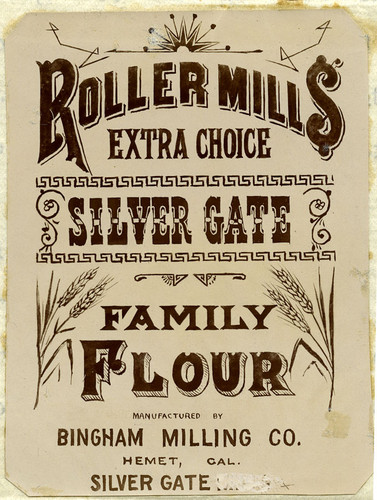 ROLLER MILLS
EXTRA CHOICE
SILVER GATE
FAMILY
FLOUR
MANUFACTURED BY
BINGHAM MILLING CO.
HEMET, CAL.
SILVER GATE